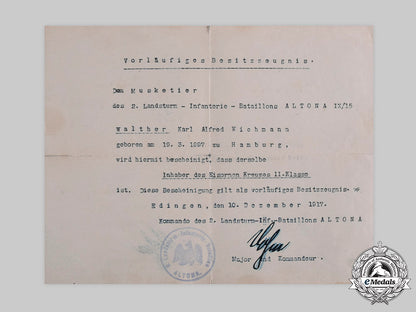 Vorläufiges Besitzzeugnis.
Dem Musketier
des 2. Landsturm - Infanterie - Bataillons ALTONA IX/15
Walther Karl Alfred Wichmann
geboren am 19. 3. 1897 zu Hamburg,
wird hiermit bescheinigt, dass derselbe
Inhaber des Eisernen Kreuzes II-Klasse
ist. Diese Bescheinigung gilt als vorläufiges Besitzzeugnis.
Edingen, den 10. Dezember 1917.
Kommando des 2. Landsturm-Inf-Bataillons ALTONA
Major und Kommandeur.
ALTONA